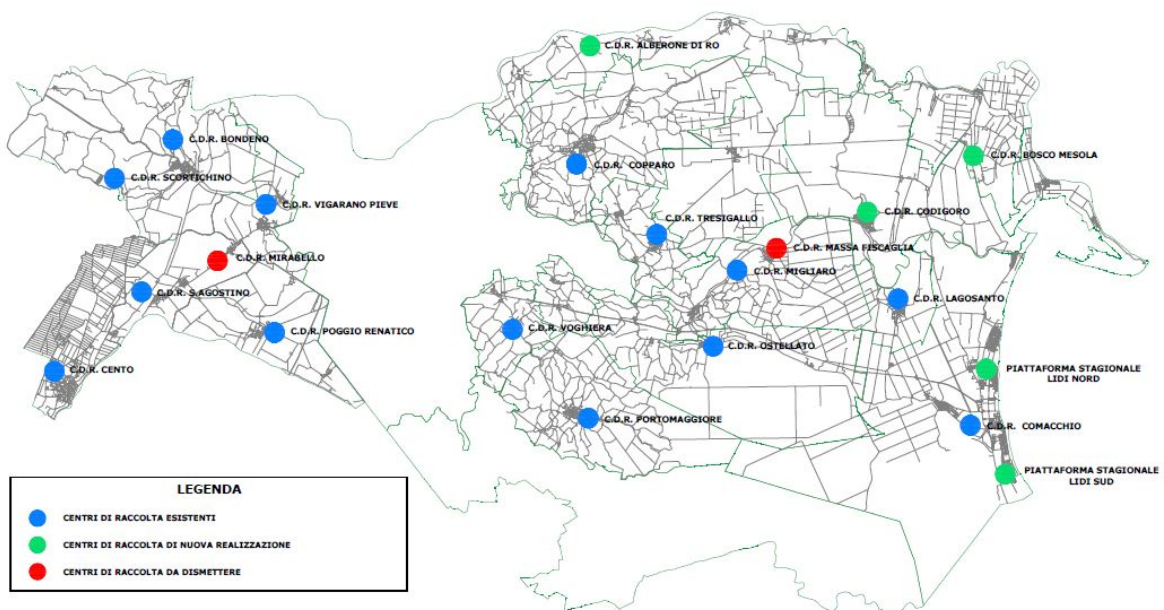 C.D.R. ALBERONE DI RO
C.D.R. BONDENO
C.D.R. BOSCO MESOLA
C.D.R. COPPARO
C.D.R. SCORTICHINO
C.D.R. VIGARANO PIEVE
C.D.R. CODIGORO
C.D.R. TRESIGALLO
C.D.R. MASSA FISCAGLIA
C.D.R. MIRABELLO
C.D.R. MIGLIARO
C.D.R. S.AGOSTINO
C.D.R. LAGOSANTO
C.D.R. VOGHIERA
C.D.R. POGGIO RENATICO
C.D.R. OSTELLATO
C.D.R. CENTO
PIATTAFORMA STAGIONALE
LIDI NORD
C.D.R. PORTOMAGGIORE
C.D.R. COMACCHIO
PIATTAFORMA STAGIONALE
LIDI SUD
LEGENDA
CENTRI DI RACCOLTA ESISTENTI
CENTRI DI RACCOLTA DI NUOVA REALIZZAZIONE
CENTRI DI RACCOLTA DA DISMETTERE